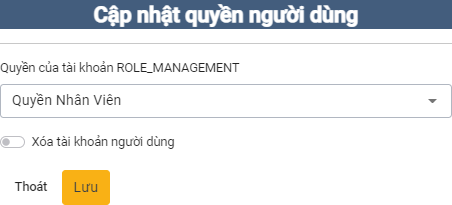 Cập nhật quyền người dùng
Quyền của tài khoản ROLE_MANAGEMENT
Quyền Nhân Viên
Xóa tài khoản người dùng
Thoát Lưu